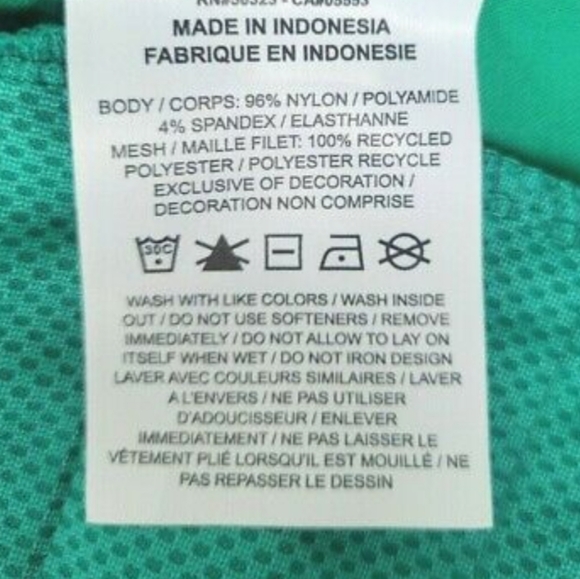 MADE IN INDONESIA
FABRIQUE EN INDONESIE
BODY / CORPS: 96% NYLON / POLYAMIDE
4% SPANDEX / ELASTHANNE
MESH / MAILLE FILET: 100% RECYCLED
POLYESTER / POLYESTER RECYCLE
EXCLUSIVE OF DECORATION /
DECORATION NON COMPRISE
30C
WASH WITH LIKE COLORS / WASH INSIDE
OUT / DO NOT USE SOFTENERS / REMOVE
IMMEDIATELY / DO NOT ALLOW TO LAY ON
ITSELF WHEN WET / DO NOT IRON DESIGN
LAVER AVEC COULEURS SIMILAIRES / LAVER
A L'ENVERS / NE PAS UTILISER
D'ADOUCISSEUR / ENLEVER
IMMEDIATEMENT / NE PAS LAISSER LE
VÊTEMENT PLIÉ LORSQU'IL EST MOUILLÉ / NE
PAS REPASSER LE DESSIN